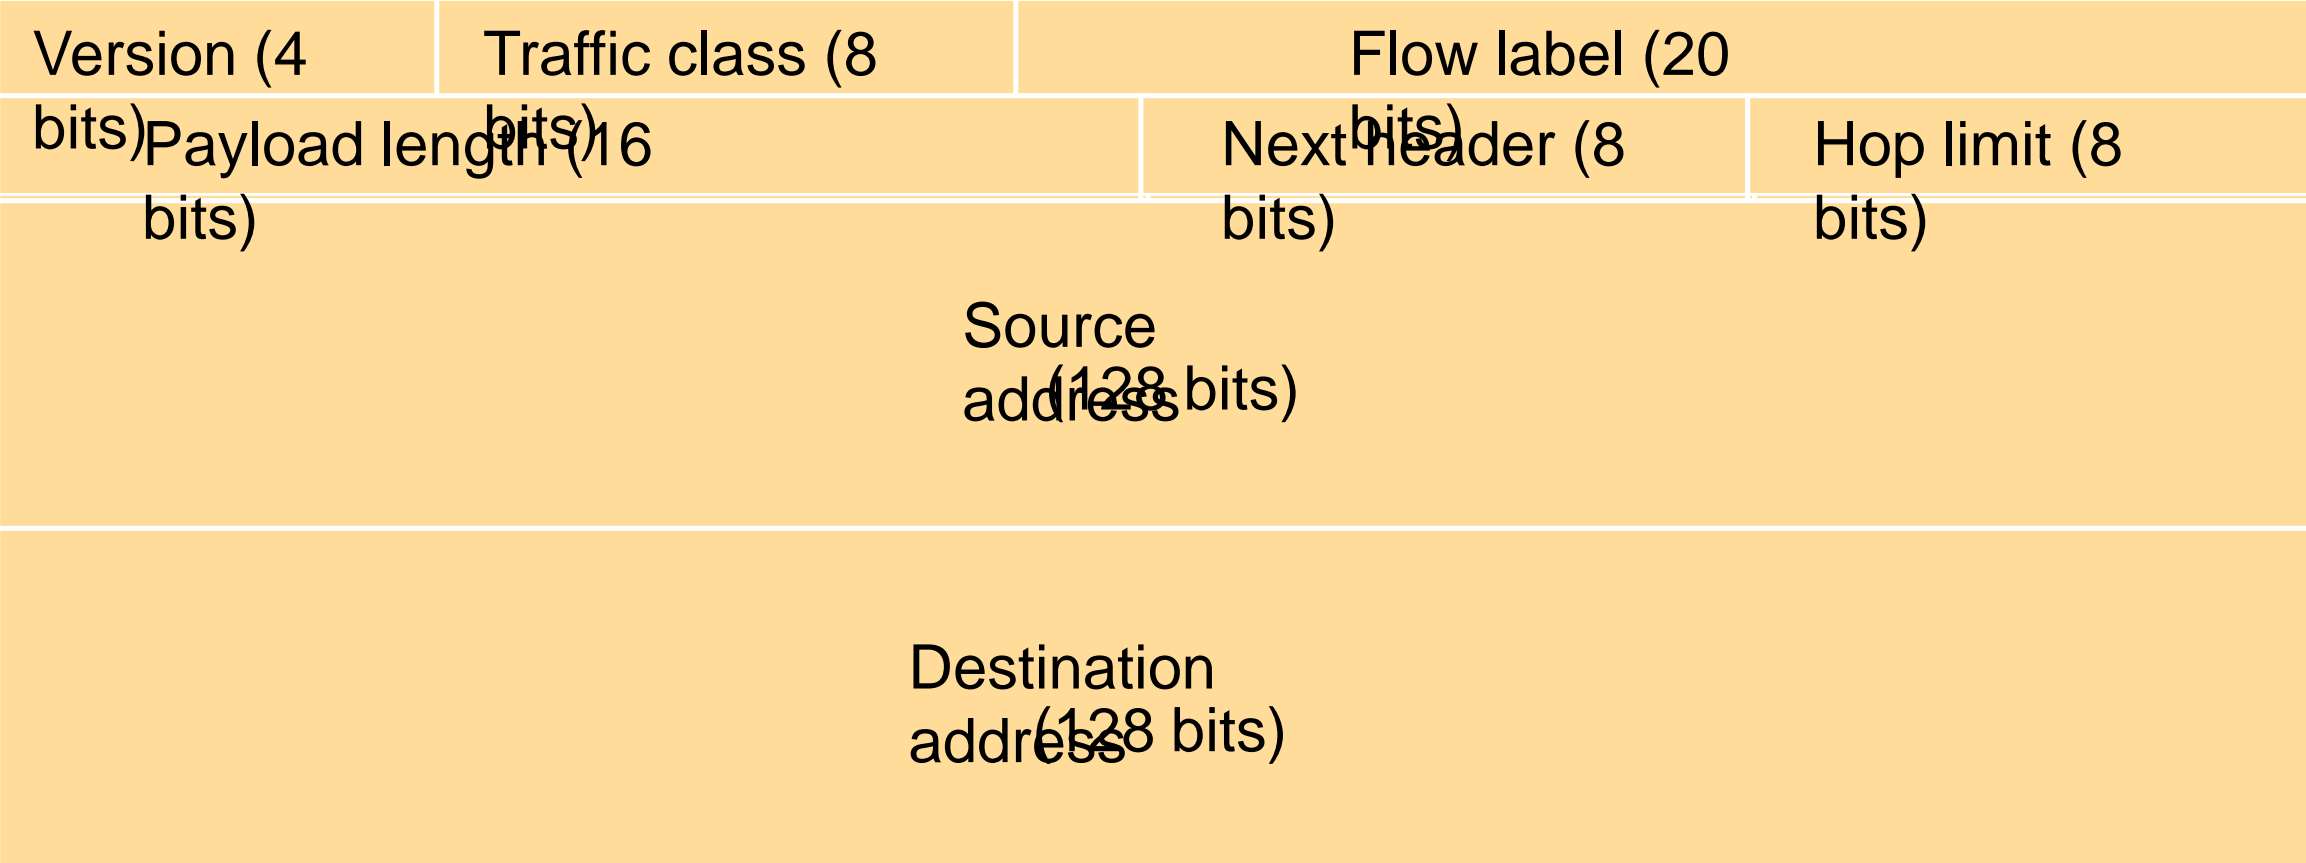 Version (4
bits)
Traffic class (8
bits)
Flow label (20
bits)
Payload length (16
bits)
Next header (8
bits)
Hop limit (8
bits)
Source
address
(128 bits)
Destination
address
(128 bits)